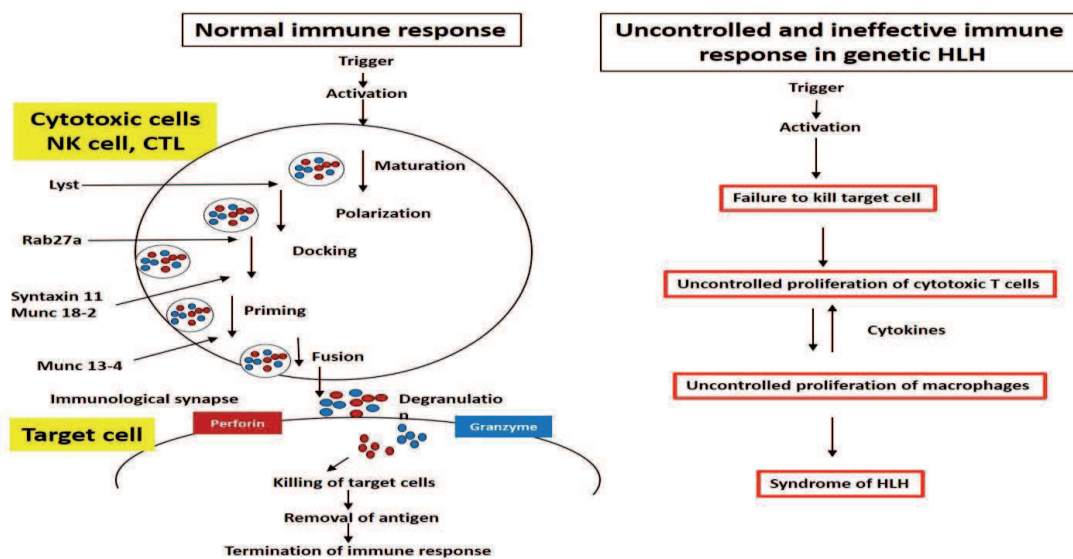 Normal immune response
Trigger
Activation
Cytotoxic cells
NK cell, CTL
Maturation
Lyst
Polarization
Rab27a
Docking
Syntaxin 11
Munc 18-2
Priming
Munc 13-4
Fusion
Immunological synapse
Degranulatio
n
Target cell
Perforin
Granzyme
Killing of target cells
Removal of antigen
Termination of immune response
Uncontrolled and ineffective immune
response in genetic HLH
Trigger
Activation
Failure to kill target cell
Uncontrolled proliferation of cytotoxic T cells
Cytokines
Uncontrolled proliferation of macrophages
Syndrome of HLH